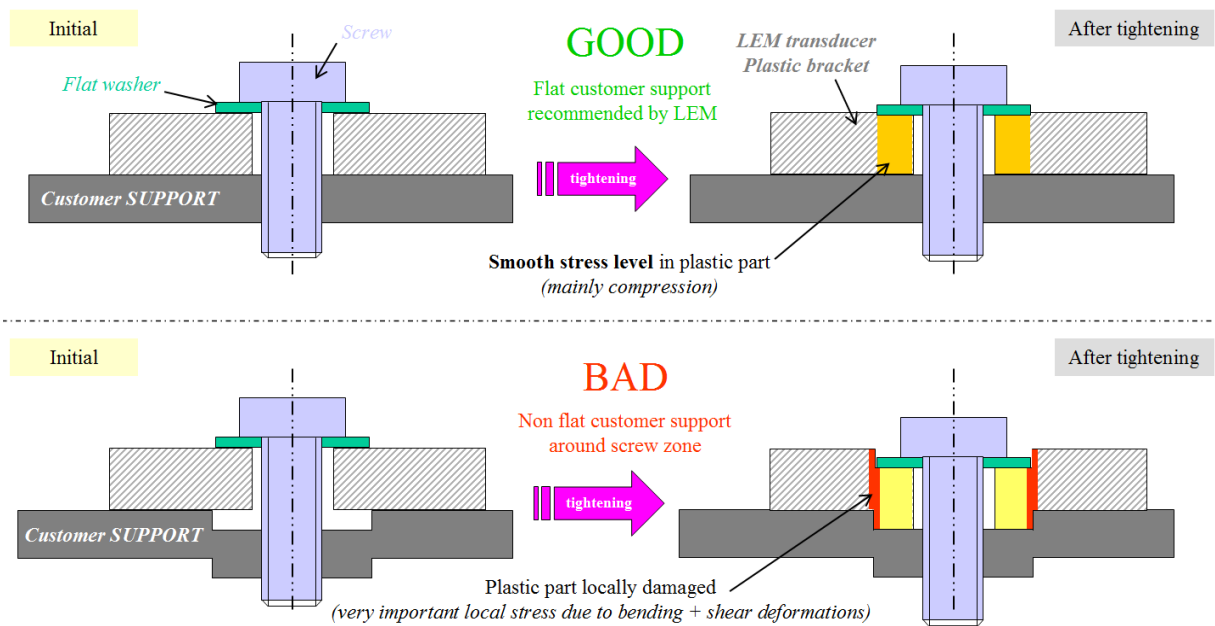 Initial
Screw
GOOD
After tightening
LEM transducer
Plastic bracket
Flat washer
Flat customer support
recommended by LEM
tightening
Customer SUPPORT
Smooth stress level in plastic part
(mainly compression)
Initial
BAD
After tightening
Non flat customer support
around screw zone
tightening
Customer SUPPORT
Plastic part locally damaged
(very important local stress due to bending + shear deformations)